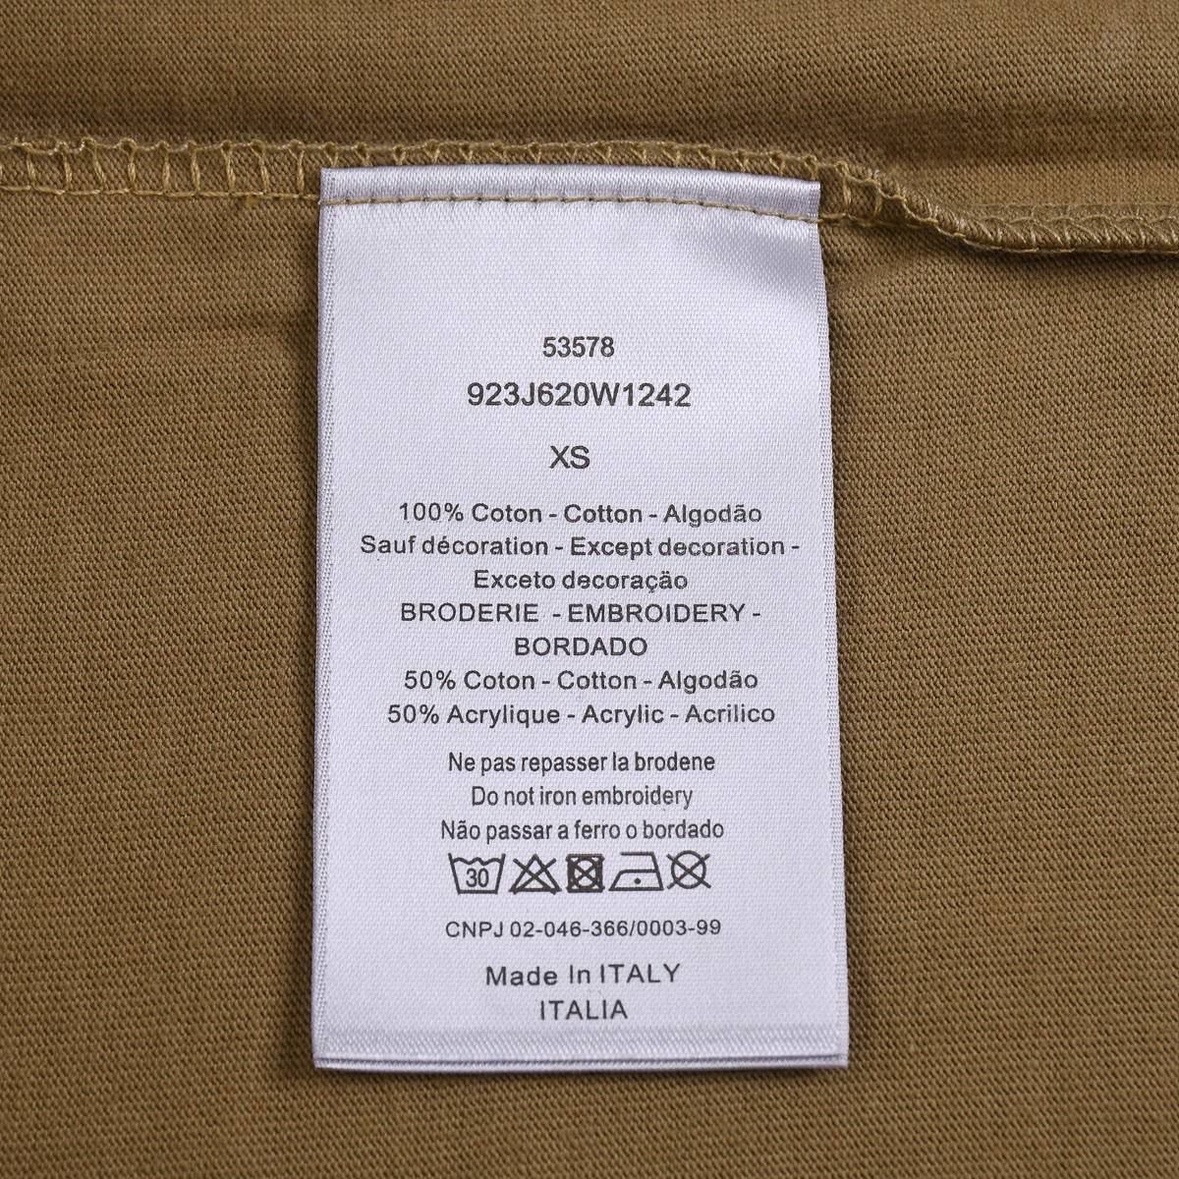 53578
923J620W1242
XS
100% Coton - Cotton - Algodão
Sauf décoration - Except decoration -
Exceto decoraçäo
BRODERIE - EMBROIDERY -
BORDADO
50% Coton - Cotton - Algodão
50% Acrylique - Acrylic - Acrilico
Ne pas repasser la brodene
Do not iron embroidery
Não passar a ferro o bordado
30
CNPJ 02-046-366/0003-99
Made In ITALY
ITALIA